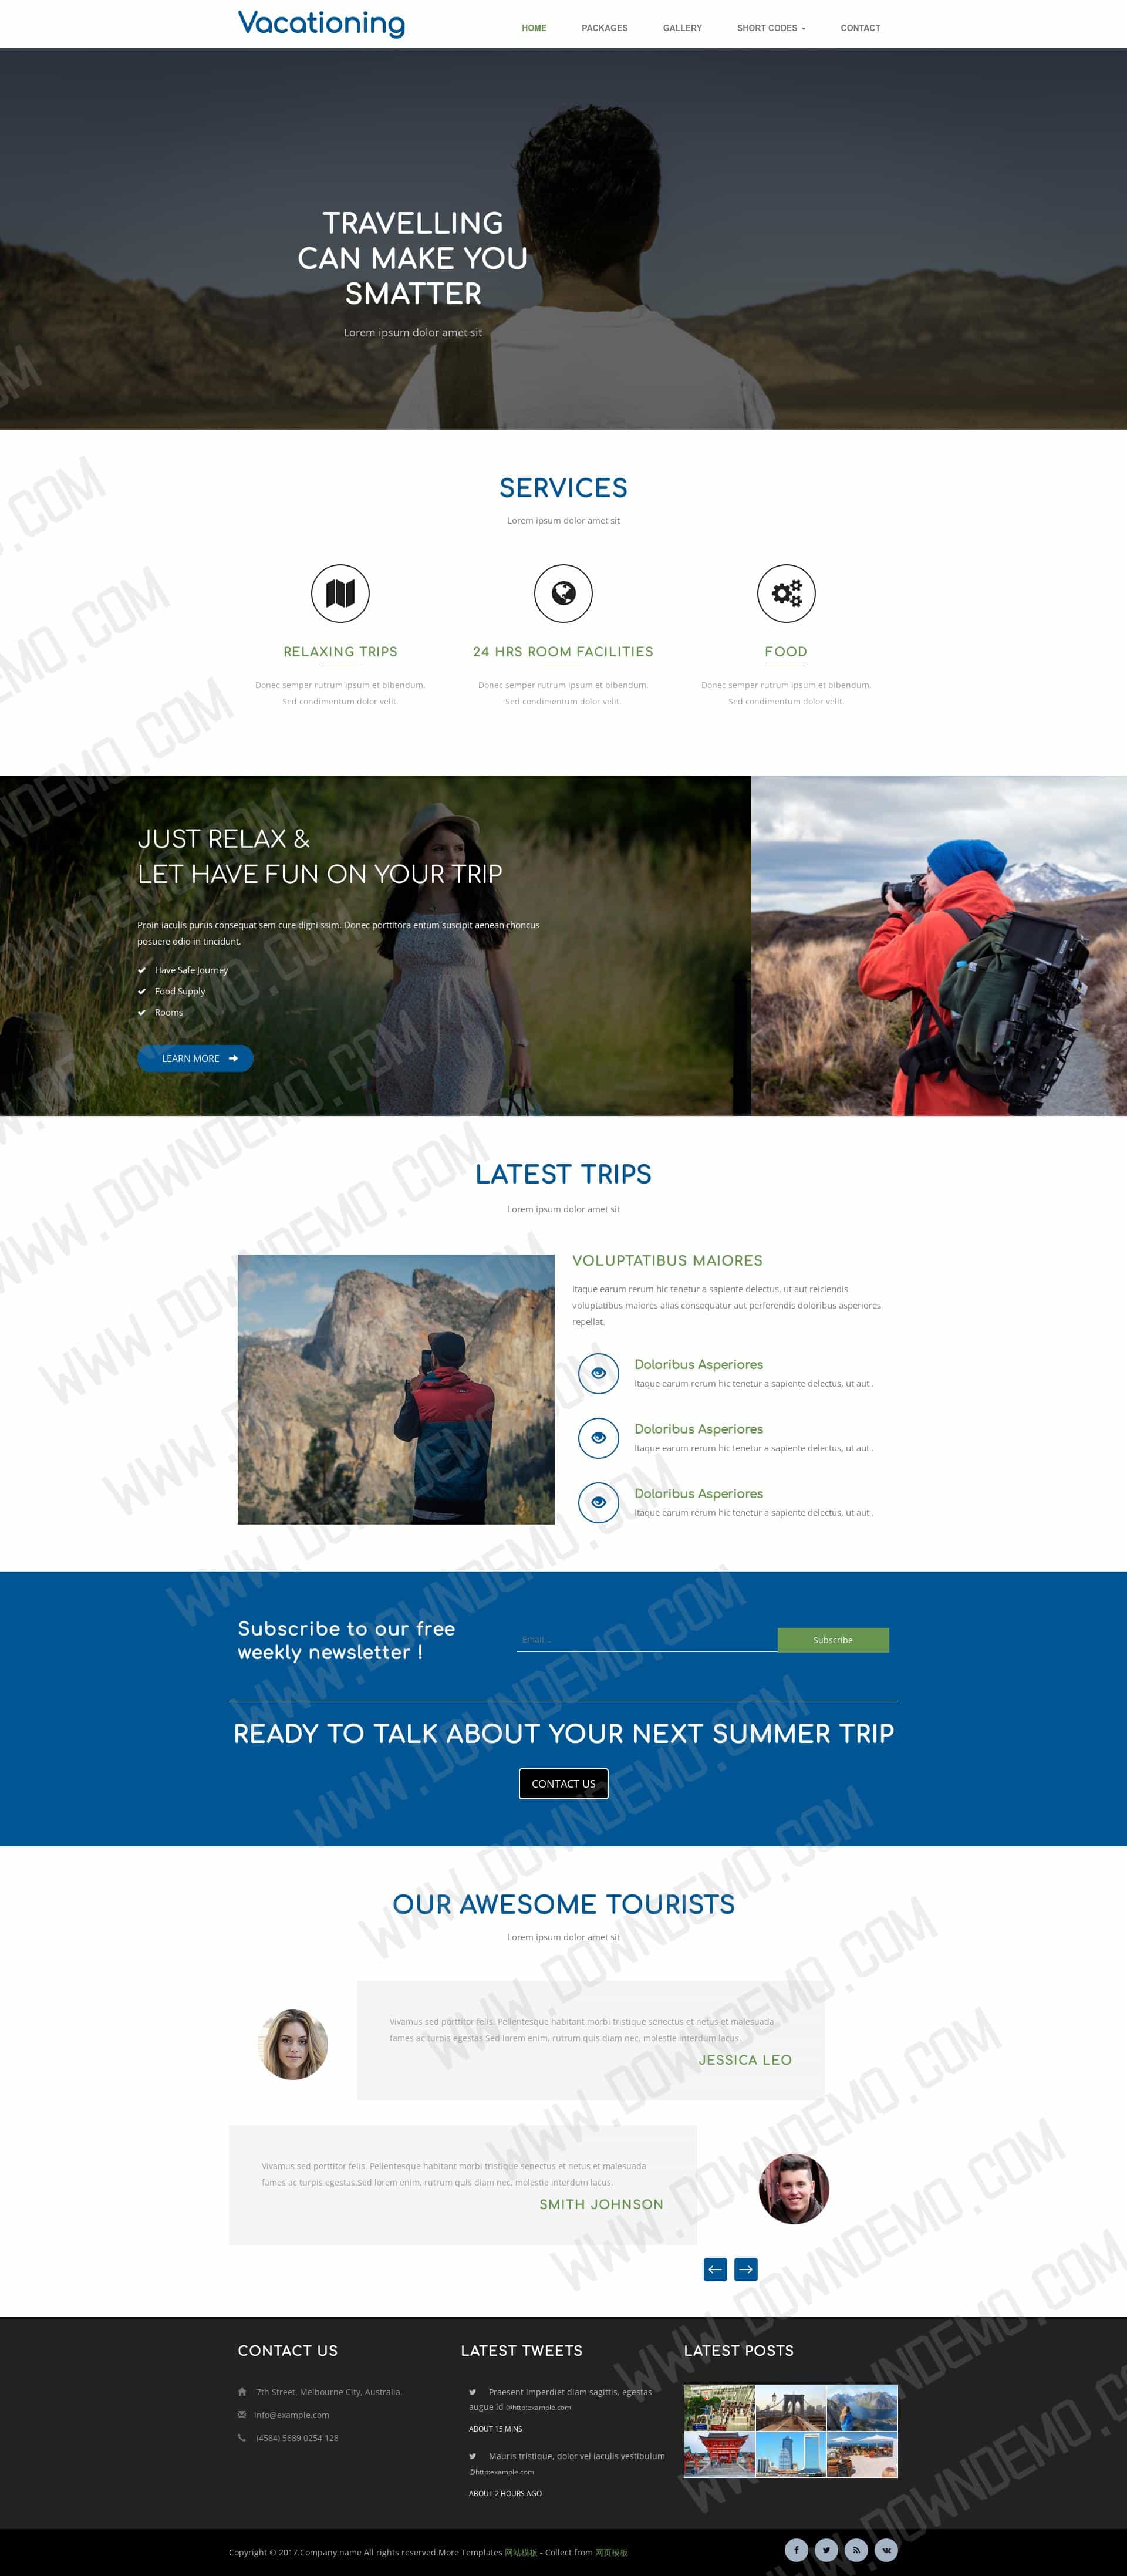 Vacationing
HOME PACKAGES GALLERY SHORT CODES CONTACT
TRAVELLING
CAN MAKE YOU
SMATTER
Lorem ipsum dolor amet sit
SERVICES
Lorem ipsum dolor amet sit
RELAXING TRIPS
Donec semper rutrum ipsum et bibendum.
Sed condimentum dolor velit.
24 HRS ROOM FACILITIES
Donec semper rutrum ipsum et bibendum.
Sed condimentum dolor velit.
FOOD
Donec semper rutrum ipsum et bibendum.
Sed condimentum dolor velit.
JUST RELAX &
LET HAVE FUN ON YOUR TRIP
Proin iaculis purus consequat sem cure digni ssim. Donec porttitora entum suscipit aenean rhoncus
posuere odio in tincidunt.
Have Safe Journey
Food Supply
Rooms
LEARN MORE
LATEST TRIPS
Lorem ipsum dolor amet sit
VOLUPTATIBUS MAIORES
Itaque earum rerum hic tenetur a sapiente delectus, ut aut reiciendis
voluptatibus maiores alias consequatur aut perferendis doloribus asperiores
repellat.
Doloribus Asperiores
Itaque earum rerum hic tenetur a sapiente delectus, ut aut .
Doloribus Asperiores
Itaque earum rerum hic tenetur a sapiente delectus, ut aut .
Doloribus Asperiores
Itaque earum rerum hic tenetur a sapiente delectus, ut aut .
Subscribe to our free
weekly newsletter !
Email...
Subscribe
READY TO TALK ABOUT YOUR NEXT SUMMER TRIP
CONTACT US
OUR AWESOME TOURISTS
Lorem ipsum dolor amet sit
Vivamus sed porttitor felis. Pellentesque habitant morbi tristique senectus et netus et malesuada
fames ac turpis egestas.Sed lorem enim, rutrum quis diam nec, molestie interdum lacus.
JESSICA LEO
Vivamus sed porttitor felis. Pellentesque habitant morbi tristique senectus et netus et malesuada
fames ac turpis egestas.Sed lorem enim, rutrum quis diam nec, molestie interdum lacus.
SMITH JOHNSON
CONTACT US
7th Street, Melbourne City, Australia.
info@example.com
(4584) 5689 0254 128
LATEST TWEETS
Praesent imperdiet diam sagittis, egestas
augue id @http:example.com
ABOUT 15 MINS
Mauris tristique, dolor vel iaculis vestibulum
@http:example.com
ABOUT 2 HOURS AGO
LATEST POSTS
Copyright © 2017.Company name All rights reserved.More Templates 网站模板 - Collect from 网页模板
WWW.DOWNDEMO.COM